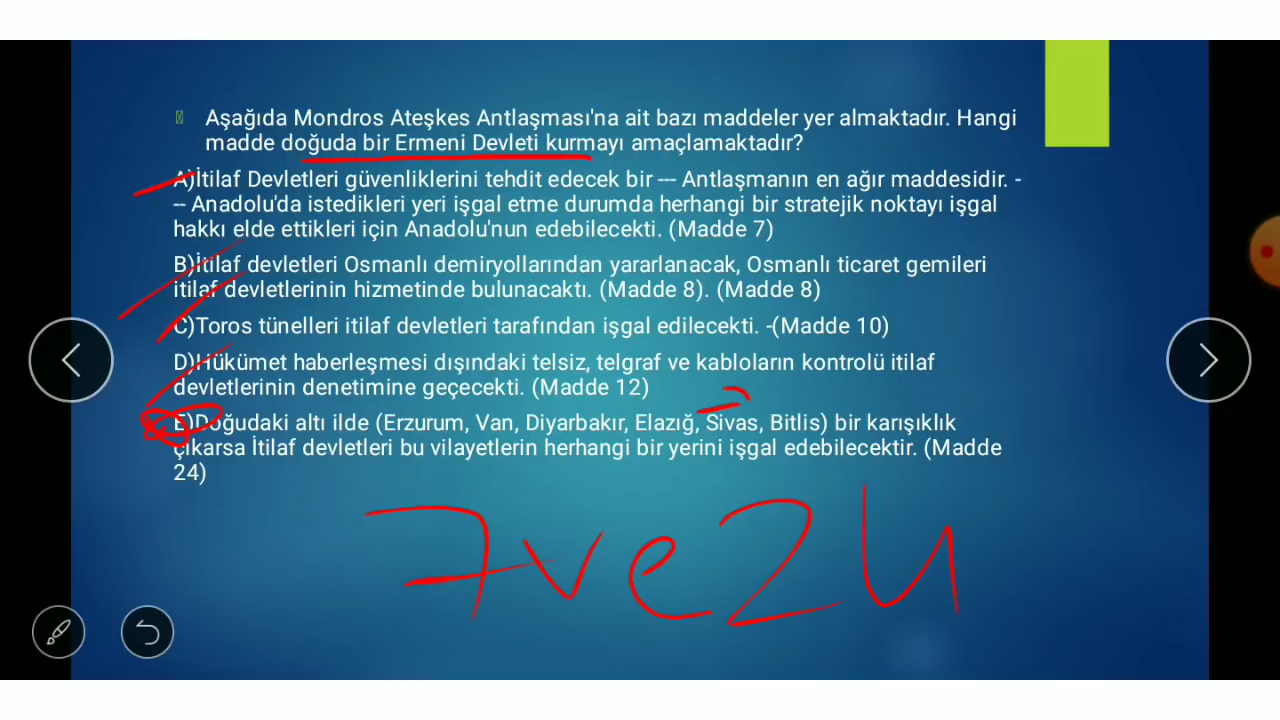 Aşağıda Mondros Ateşkes Antlaşması'na ait bazı maddeler yer almaktadır. Hangi
madde doğuda bir Ermeni Devleti kurmayı amaçlamaktadır?
A)İtilaf Devletleri güvenliklerini tehdit edecek bir --- Antlaşmanın en ağır maddesidir. -
-- Anadolu'da istedikleri yeri işgal etme durumda herhangi bir stratejik noktayı işgal
hakkı elde ettikleri için Anadolu'nun edebilecekti. (Madde 7)
B)İtilaf devletleri Osmanlı demiryollarından yararlanacak, Osmanlı ticaret gemileri
itilaf devletlerinin hizmetinde bulunacaktı. (Madde 8). (Madde 8)
C)Toros tünelleri itilaf devletleri tarafından işgal edilecekti. -(Madde 10)
D)Hükümet haberleşmesi dışındaki telsiz, telgraf ve kabloların kontrolü itilaf
devletlerinin denetimine geçecekti. (Madde 12)
E)Doğudaki altı ilde (Erzurum, Van, Diyarbakır, Elazığ, Sivas, Bitlis) bir karışıklık
çıkarsa İtilaf devletleri bu vilayetlerin herhangi bir yerini işgal edebilecektir. (Madde
24)
7 ve 24